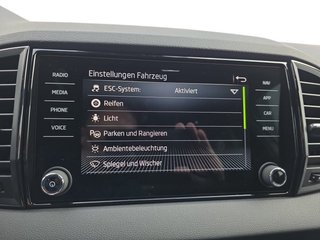 RADIO
MEDIA
PHONE
VOICE
Einstellungen Fahrzeug
ESC-System: Aktiviert
Reifen
Licht
Parken und Rangieren
Ambientebeleuchtung
Spiegel und Wischer
NAV
APP
CAR
MENU